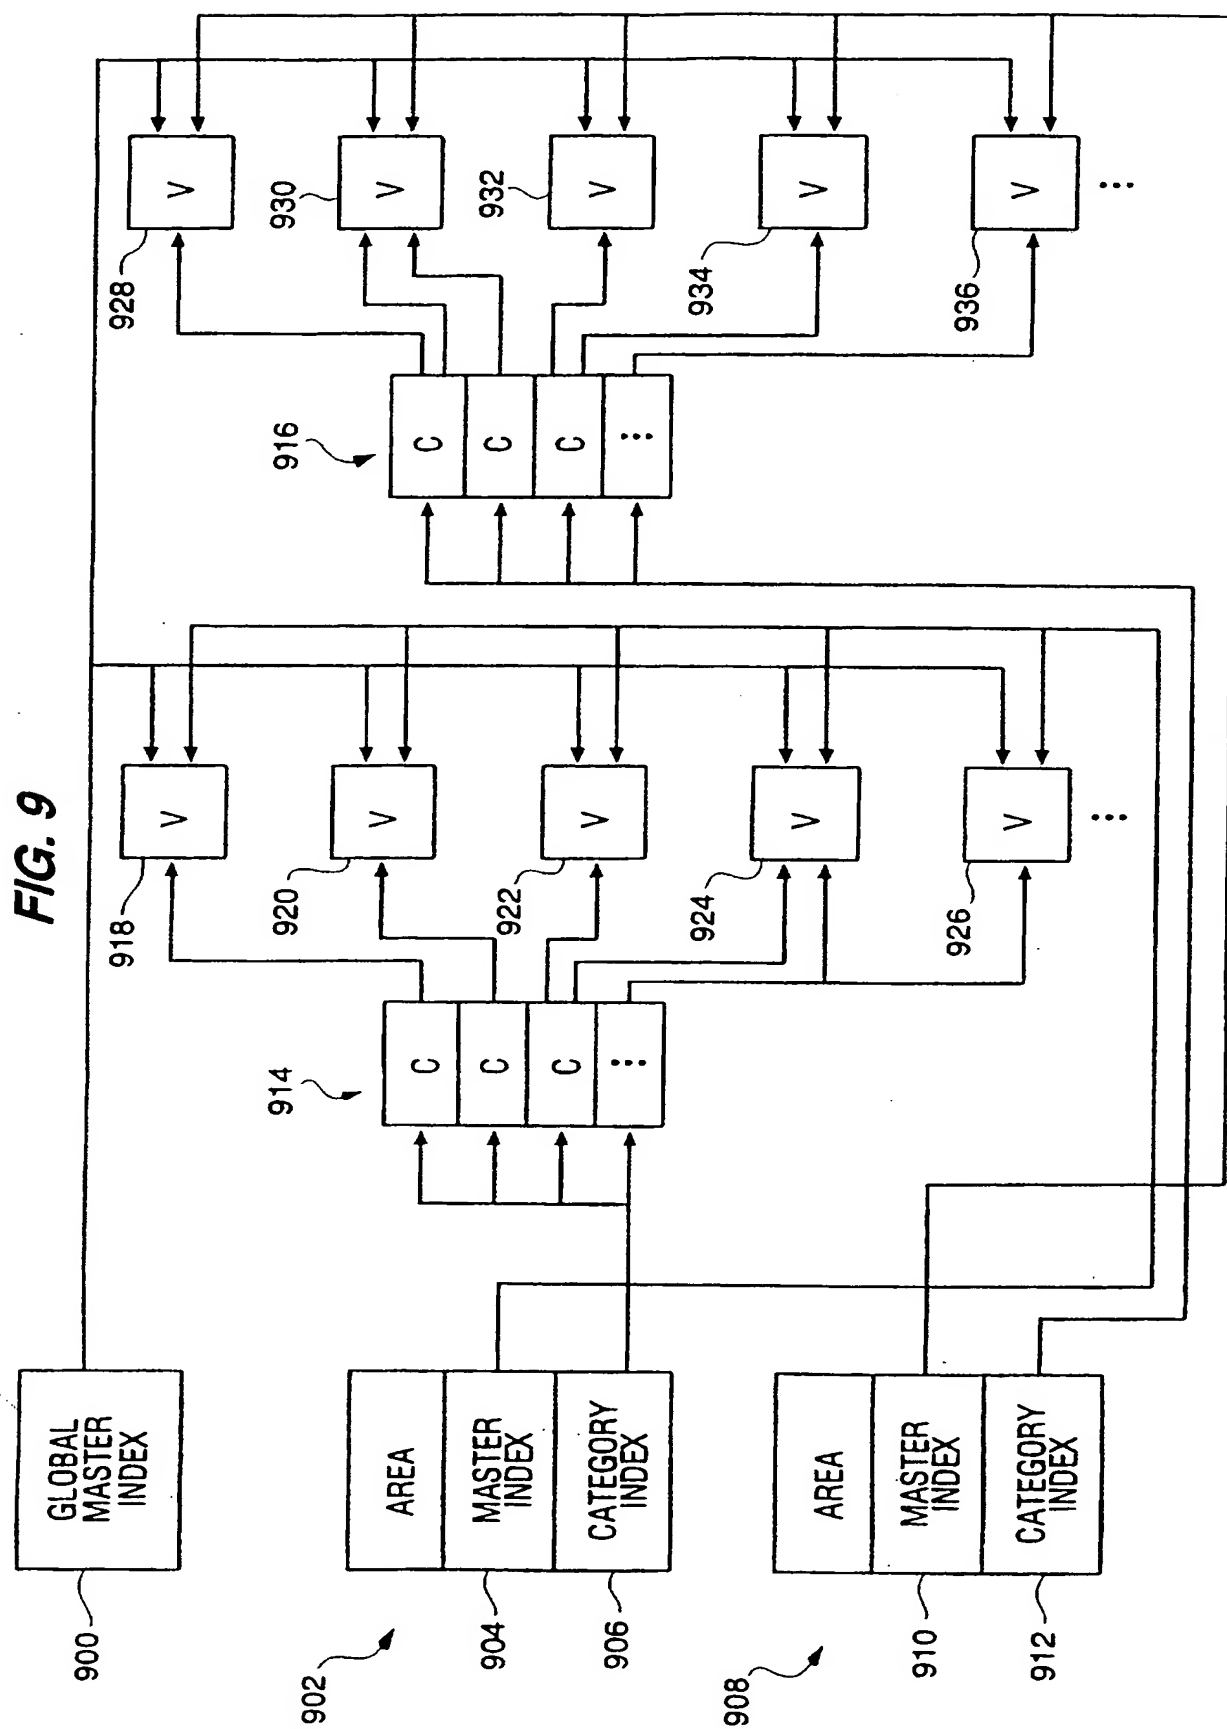 FIG. 9
900
GLOBAL
MASTER
INDEX
902
AREA
904
MASTER
INDEX
906
CATEGORY
INDEX
908
AREA
910
MASTER
INDEX
912
CATEGORY
INDEX
914
C
C
C
⋮
918
V
920
V
922
V
924
V
926
V
⋮
916
C
C
C
⋮
928
V
930
V
932
V
934
V
936
V
⋮